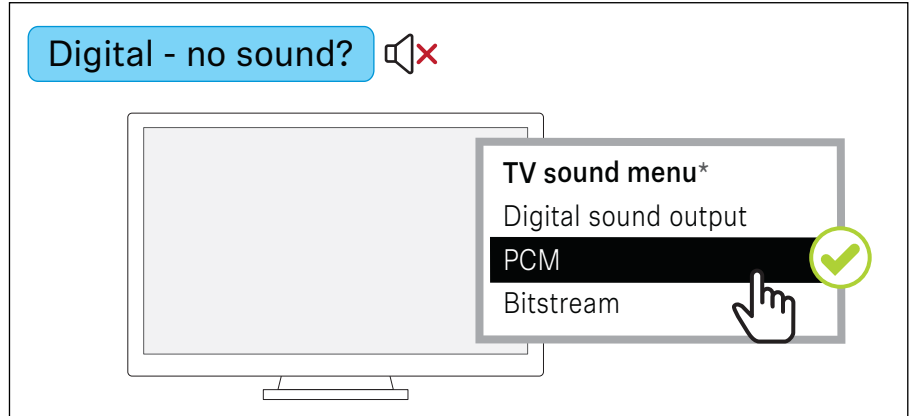 Digital - no sound?
TV sound menu*
Digital sound output
PCM
Bitstream